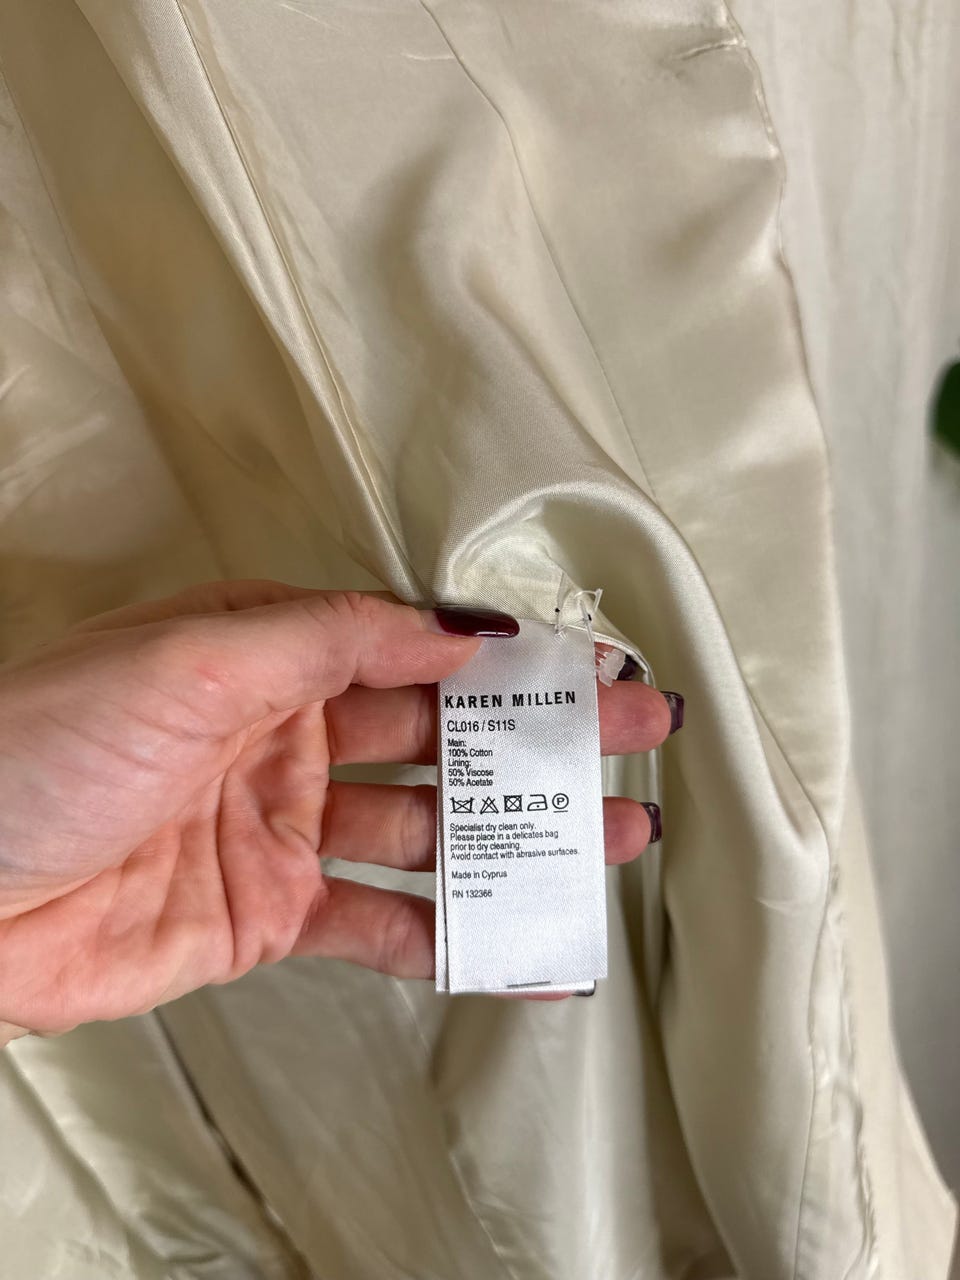 KAREN MILLEN
CL016 / S11S
Main:
100% Cotton
Lining:
50% Viscose
50% Acetate
P
Specialist dry clean only.
Please place in a delicates bag
prior to dry cleaning.
Avoid contact with abrasive surfaces.
Made in Cyprus
RN 132366